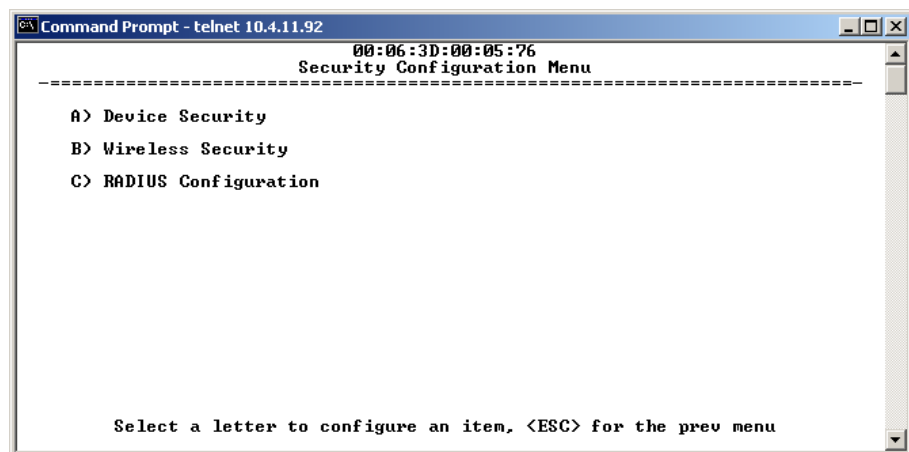 Command Prompt - telnet 10.4.11.92
00:06:3D:00:05:76
Security Configuration Menu
-==========================================================================-
A) Device Security
B) Wireless Security
C) RADIUS Configuration
Select a letter to configure an item, <ESC> for the prev menu